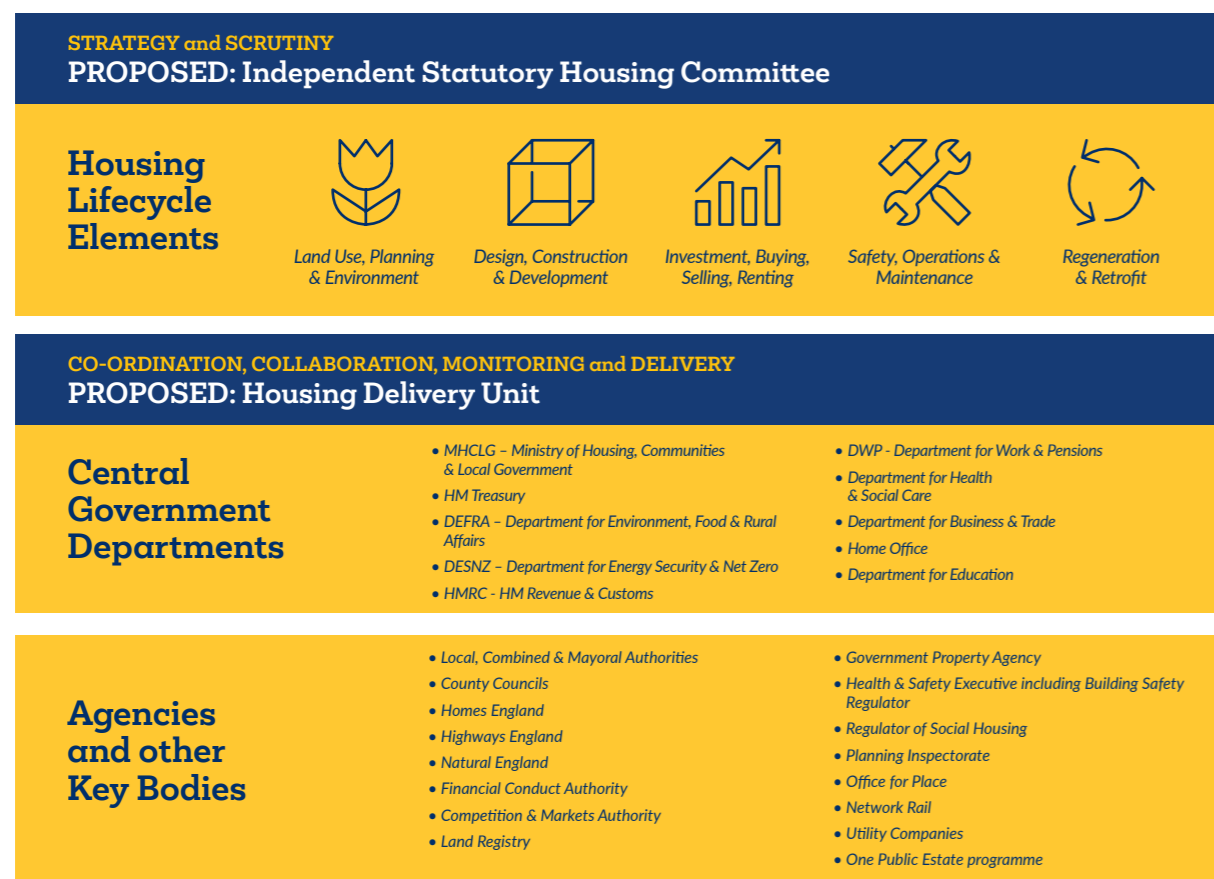 STRATEGY and SCRUTINY
PROPOSED: Independent Statutory Housing Committee
Housing
Lifecycle
Elements
Land Use, Planning
& Environment
Design, Construction
& Development
Investment, Buying,
Selling, Renting
Safety, Operations &
Maintenance
Regeneration
& Retrofit
CO-ORDINATION, COLLABORATION, MONITORING and DELIVERY
PROPOSED: Housing Delivery Unit
Central
Government
Departments
• MHCLG – Ministry of Housing, Communities
& Local Government
• HM Treasury
• DEFRA – Department for Environment, Food & Rural
Affairs
• DESNZ – Department for Energy Security & Net Zero
• HMRC - HM Revenue & Customs
• DWP - Department for Work & Pensions
• Department for Health
& Social Care
• Department for Business & Trade
• Home Office
• Department for Education
Agencies
and other
Key Bodies
• Local, Combined & Mayoral Authorities
• County Councils
• Homes England
• Highways England
• Natural England
• Financial Conduct Authority
• Competition & Markets Authority
• Land Registry
• Government Property Agency
• Health & Safety Executive including Building Safety
Regulator
• Regulator of Social Housing
• Planning Inspectorate
• Office for Place
• Network Rail
• Utility Companies
• One Public Estate programme